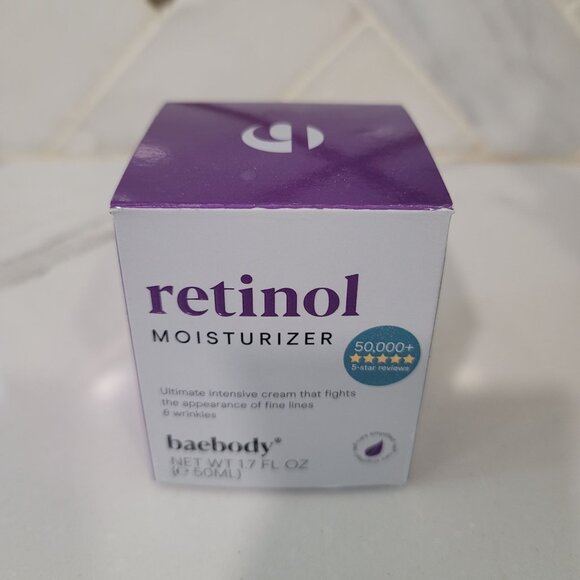 retinol
MOISTURIZER
50,000+
5-star reviews
Ultimate intensive cream that fights
the appearance of fine lines
& wrinkles
baebody®
NET WT 1.7 FL OZ
(℮ 50ML)